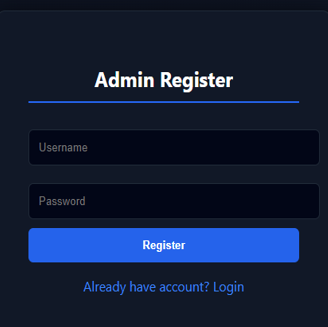 Admin Register
Username
Password
Register
Already have account? Login